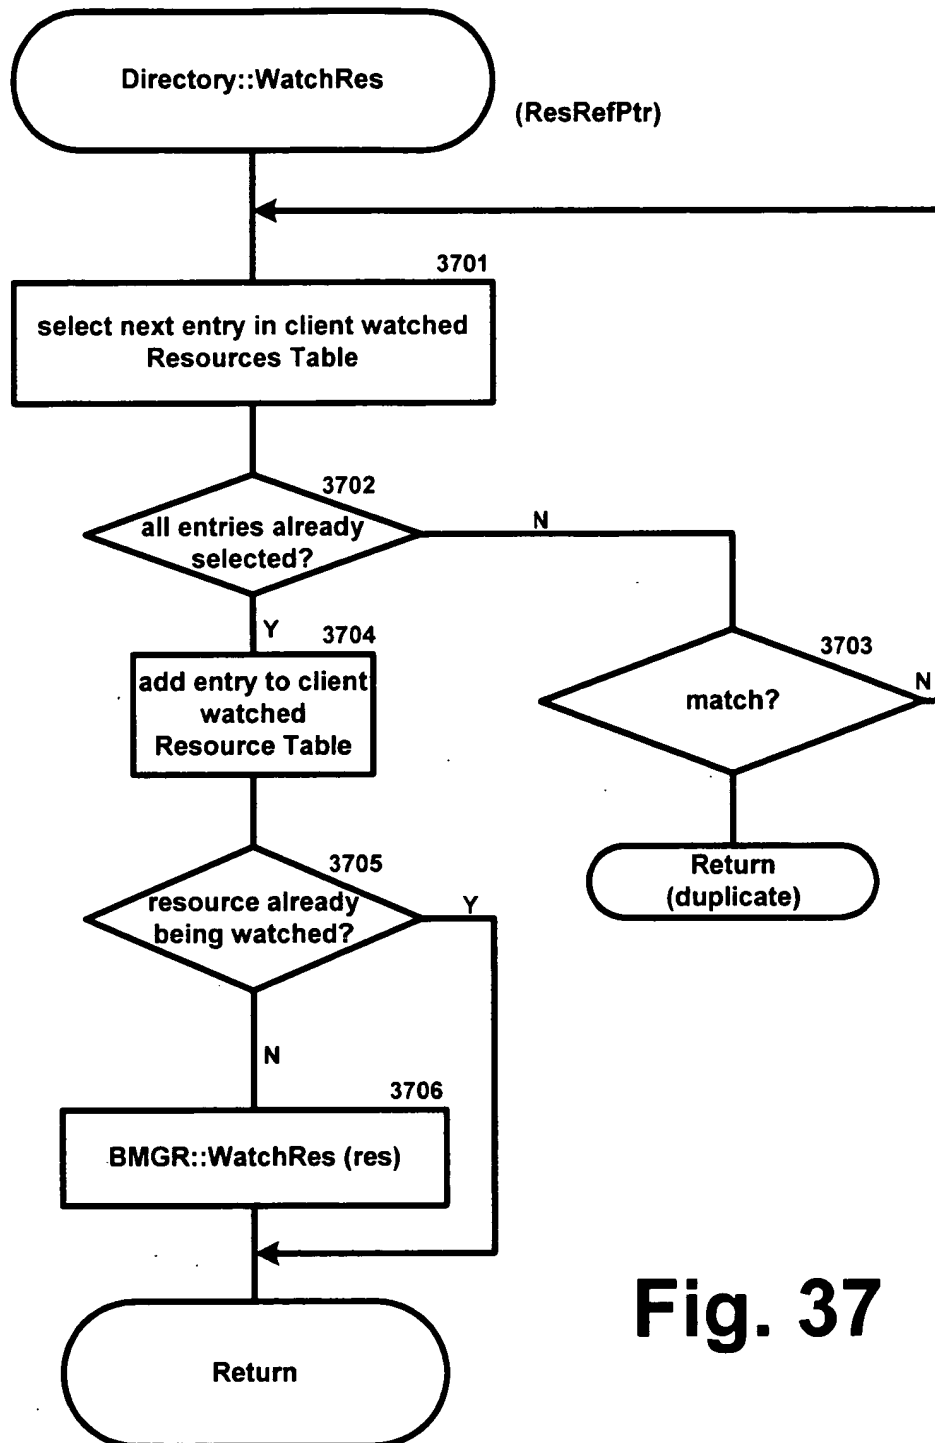 Directory::WatchRes
(ResRefPtr)
3701
select next entry in client watched
Resources Table
3702
all entries already
selected?
N
Y
3704
add entry to client
watched
Resource Table
3703
match?
N
Return
(duplicate)
3705
resource already
being watched?
Y
N
3706
BMGR::WatchRes (res)
Return
Fig. 37